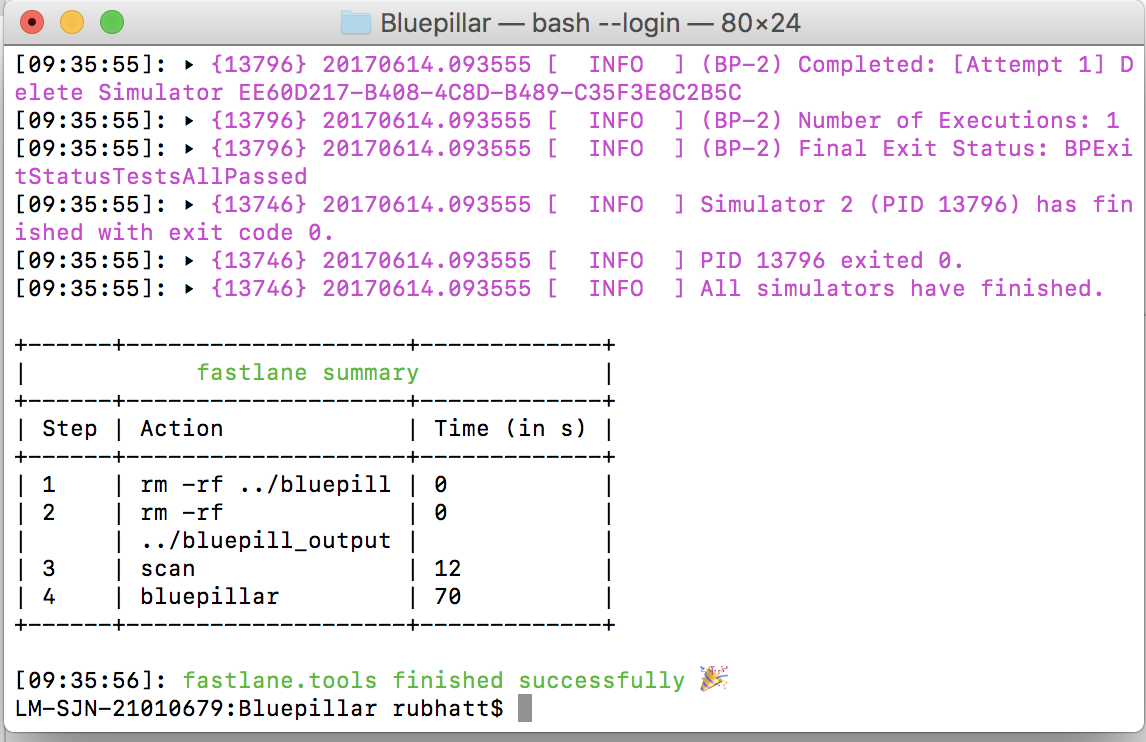 Bluepillar — bash --login — 80×24
[09:35:55]: ▸ {13796} 20170614.093555 [  INFO  ] (BP-2) Completed: [Attempt 1] D
elete Simulator EE60D217-B408-4C8D-B489-C35F3E8C2B5C
[09:35:55]: ▸ {13796} 20170614.093555 [  INFO  ] (BP-2) Number of Executions: 1
[09:35:55]: ▸ {13796} 20170614.093555 [  INFO  ] (BP-2) Final Exit Status: BPExi
tStatusTestsAllPassed
[09:35:55]: ▸ {13746} 20170614.093555 [  INFO  ] Simulator 2 (PID 13796) has fin
ished with exit code 0.
[09:35:55]: ▸ {13746} 20170614.093555 [  INFO  ] PID 13796 exited 0.
[09:35:55]: ▸ {13746} 20170614.093555 [  INFO  ] All simulators have finished.
+------+--------------------+-------------+
|            fastlane summary             |
+------+--------------------+-------------+
| Step | Action             | Time (in s) |
+------+--------------------+-------------+
| 1    | rm -rf ../bluepill | 0           |
| 2    | rm -rf             | 0           |
|      | ../bluepill_output |             |
| 3    | scan               | 12          |
| 4    | bluepillar         | 70          |
+------+--------------------+-------------+
[09:35:56]: fastlane.tools finished successfully 🎉
LM-SJN-21010679:Bluepillar rubhatt$